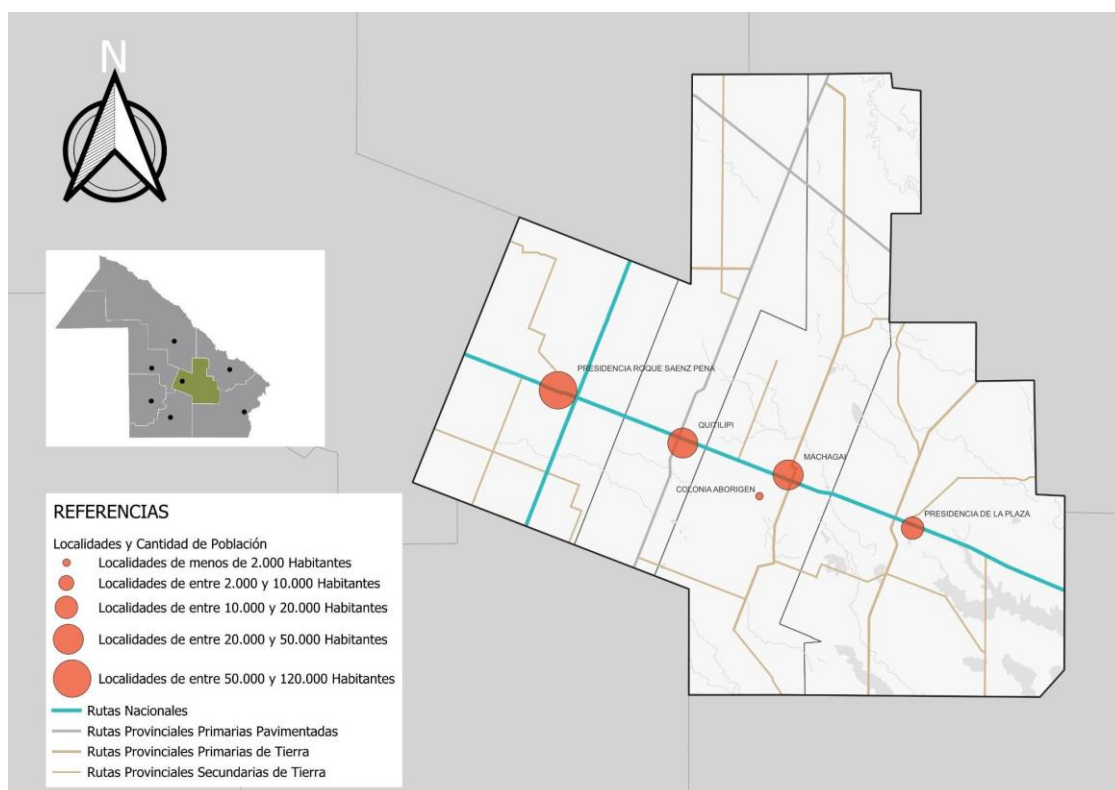 N
PRESIDENCIA ROQUE SAENZ PEÑA
QUITILIPI
MACHAGAI
COLONIA ABORIGEN
PRESIDENCIA DE LA PLAZA
REFERENCIAS
Localidades y Cantidad de Población
Localidades de menos de 2.000 Habitantes
Localidades de entre 2.000 y 10.000 Habitantes
Localidades de entre 10.000 y 20.000 Habitantes
Localidades de entre 20.000 y 50.000 Habitantes
Localidades de entre 50.000 y 120.000 Habitantes
Rutas Nacionales
Rutas Provinciales Primarias Pavimentadas
Rutas Provinciales Primarias de Tierra
Rutas Provinciales Secundarias de Tierra